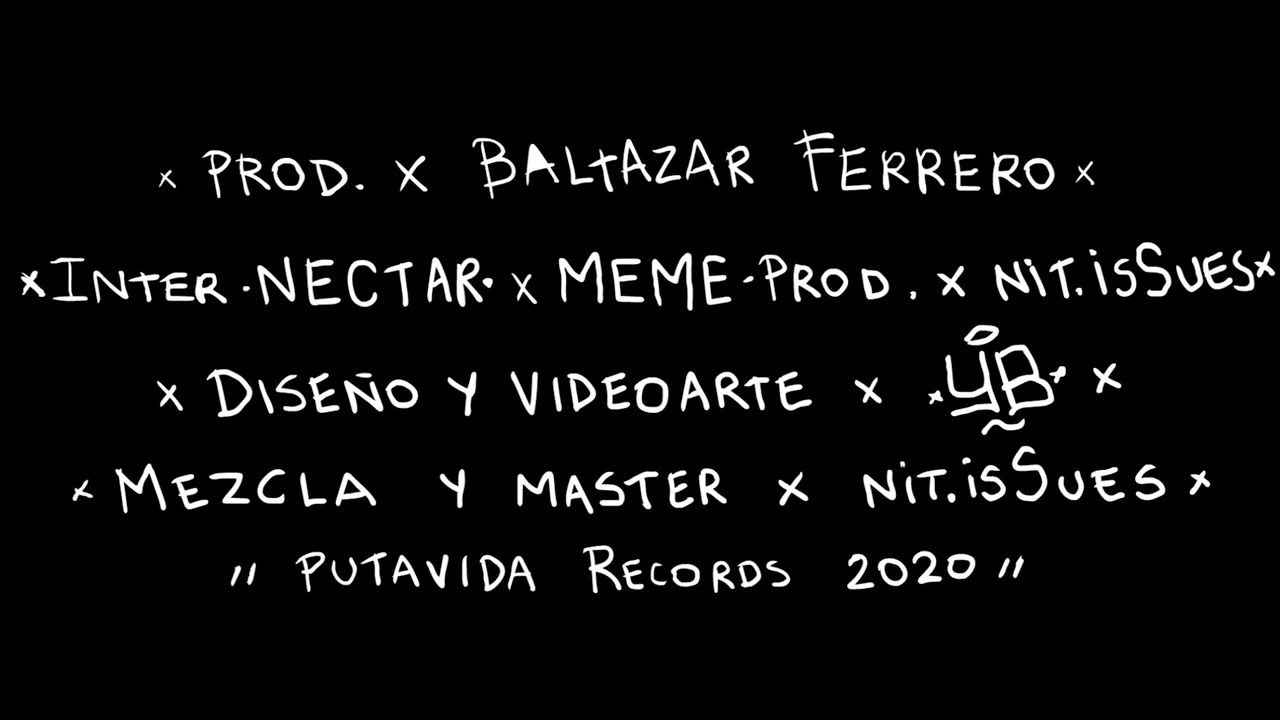 x PROD. X BALTAZAR FERRERO x
x INTER.NECTAR. x MEME-PROD. x NiT.isSUES x
x DISEÑO Y VIDEOARTE x YB x
x MEZCLA Y MASTER x NiT.isSUES x
,, PUTAVIDA RECORDS 2020 ,,